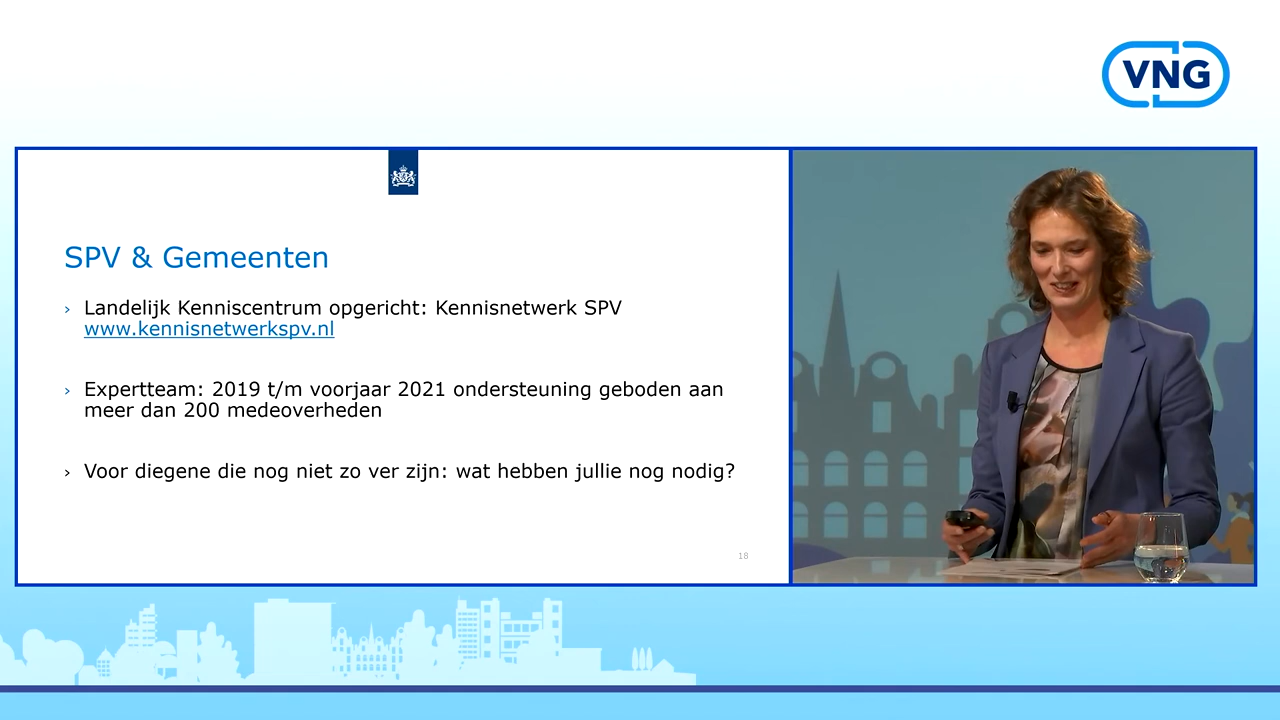 VNG
SPV & Gemeenten
› Landelijk Kenniscentrum opgericht: Kennisnetwerk SPV
www.kennisnetwerkspv.nl
› Expertteam: 2019 t/m voorjaar 2021 ondersteuning geboden aan
meer dan 200 medeoverheden
› Voor diegene die nog niet zo ver zijn: wat hebben jullie nog nodig?
18